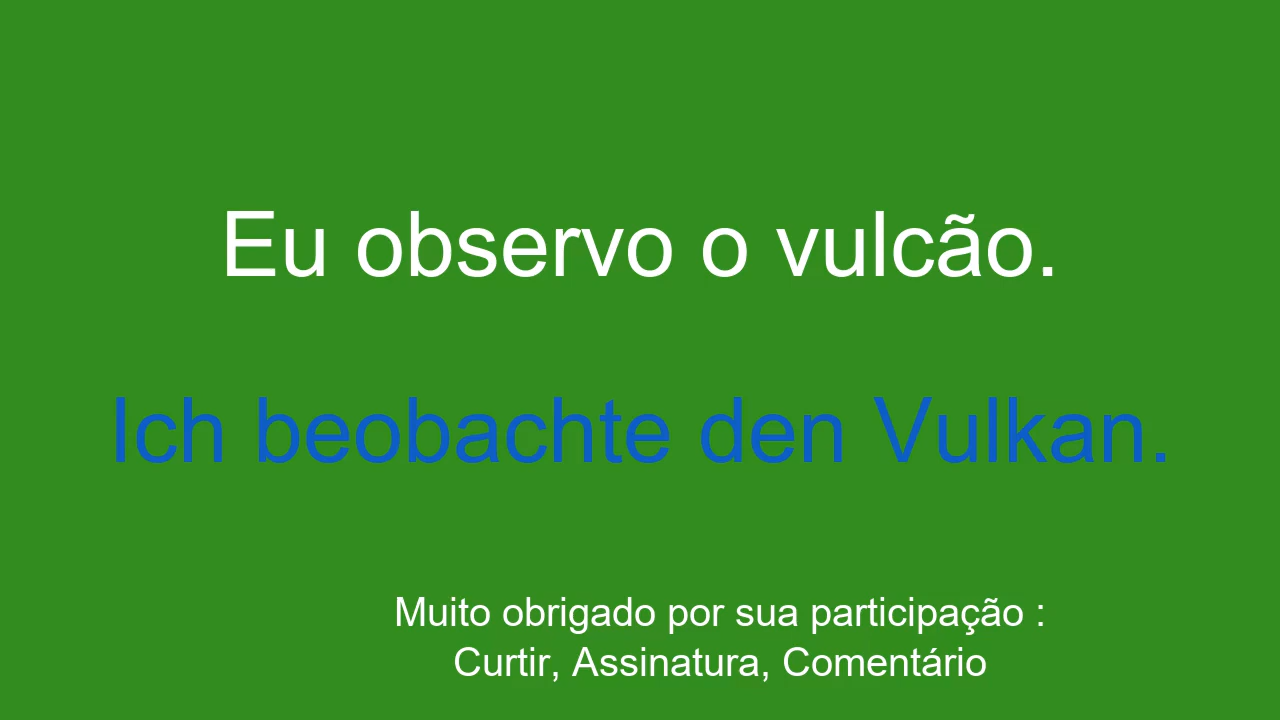 Eu observo o vulcão.
Ich beobachte den Vulkan.
Muito obrigado por sua participação :
Curtir, Assinatura, Comentário